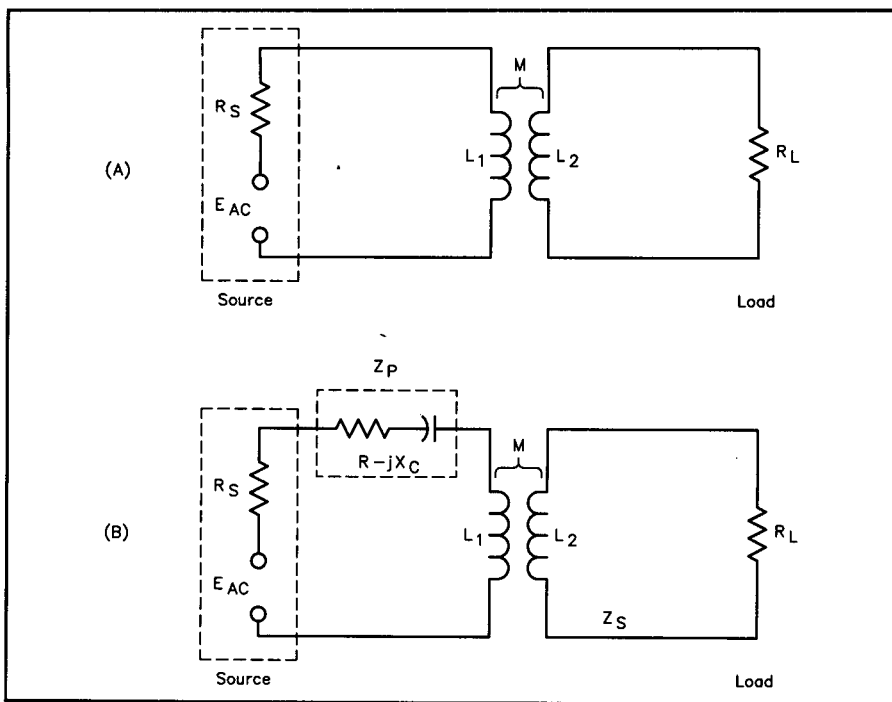 M
R_S
L_1
L_2
R_L
(A)
E_AC
Source
Load
Z_P
R-jX_C
M
R_S
L_1
L_2
R_L
(B)
E_AC
Z_S
Source
Load